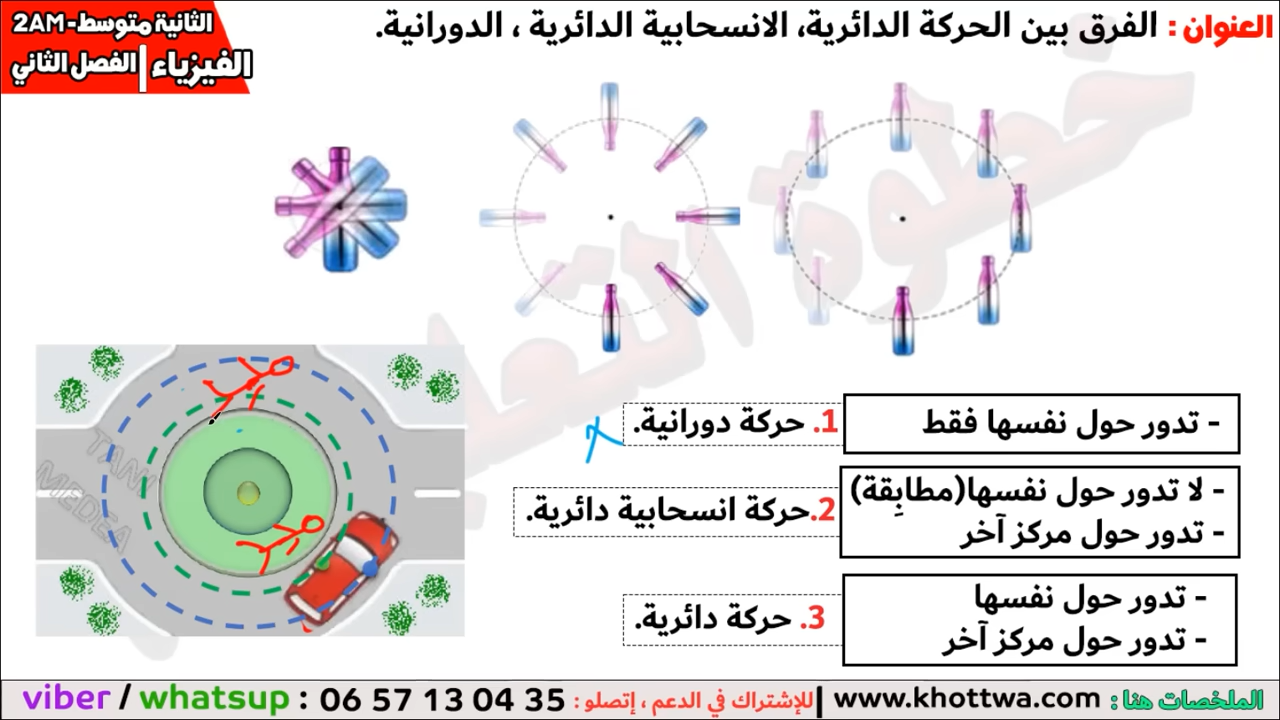 العنوان : الفرق بين الحركة الدائرية، الانسحابية الدائرية ، الدورانية.
الثانية متوسط-2AM
الفيزياء | الفصل الثاني
خطوة التعليم
- تدور حول نفسها فقط
1. حركة دورانية.
- لا تدور حول نفسها(مطابِقة)
- تدور حول مركز آخر
2.حركة انسحابية دائرية.
- تدور حول نفسها
- تدور حول مركز آخر
3. حركة دائرية.
MEDEA
الملخصات هنا : www.khottwa.com | للإشتراك في الدعم ، إتصلو : viber / whatsup : 06 57 13 04 35